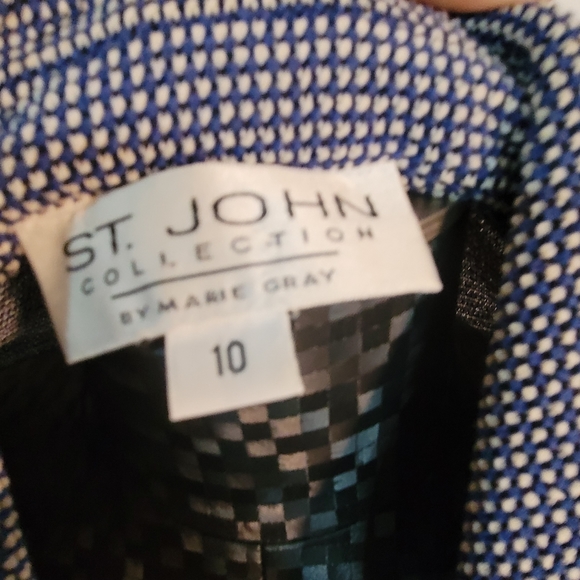 ST. JOHN
COLLECTION
BY MARIE GRAY
10